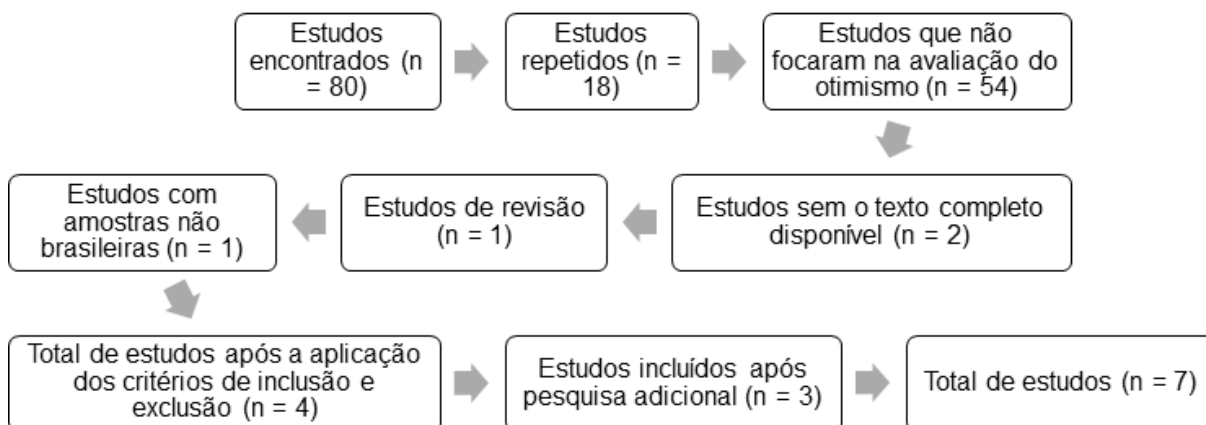 Estudos
encontrados (n
= 80)
Estudos
repetidos (n =
18)
Estudos que não
focaram na avaliação do
otimismo (n = 54)
Estudos sem o texto completo
disponível (n = 2)
Estudos de revisão
(n = 1)
Estudos com
amostras não
brasileiras (n = 1)
Total de estudos após a aplicação
dos critérios de inclusão e
exclusão (n = 4)
Estudos incluídos após
pesquisa adicional (n = 3)
Total de estudos (n = 7)